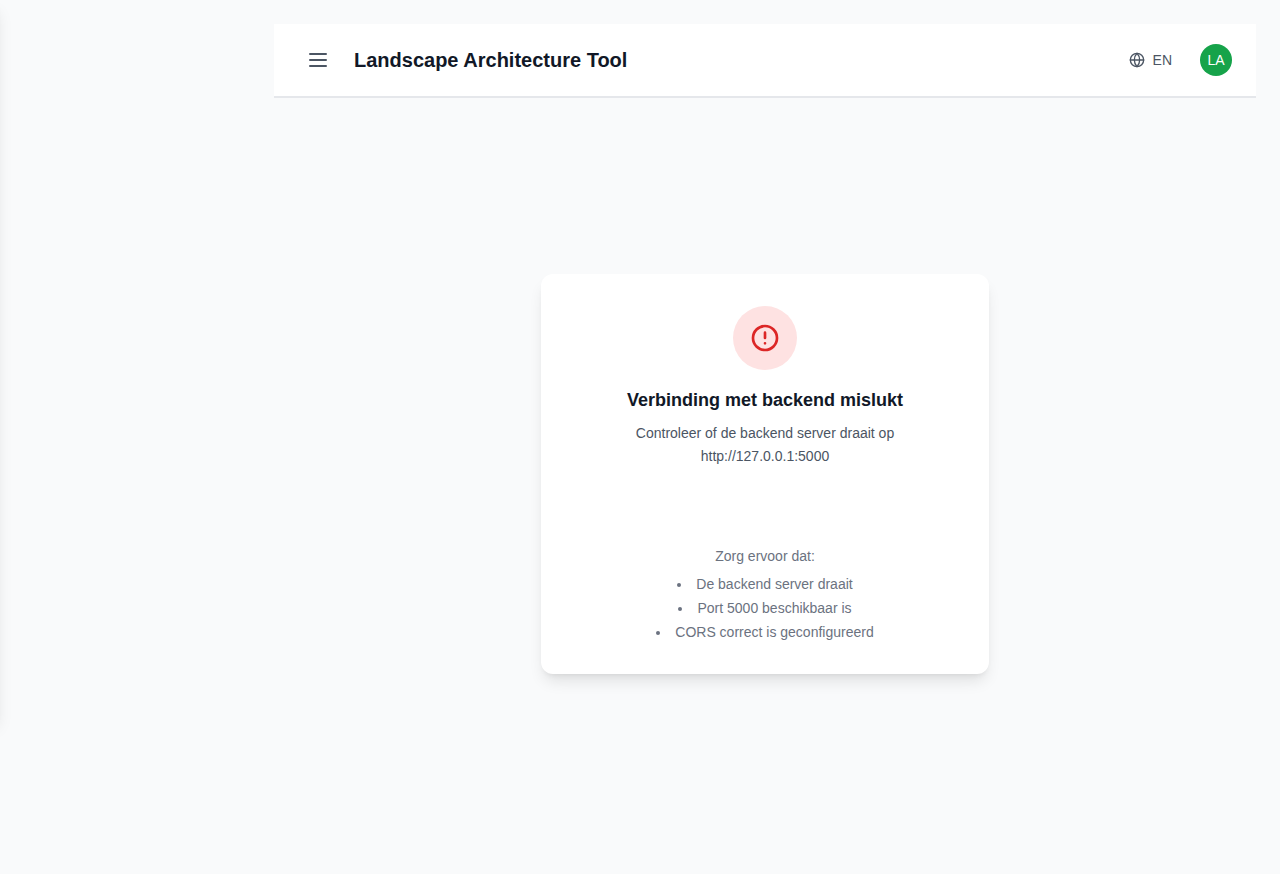 Landscape Architecture Tool
EN
LA
Verbinding met backend mislukt
Controleer of de backend server draait op
http://127.0.0.1:5000
Zorg ervoor dat:
• De backend server draait
• Port 5000 beschikbaar is
• CORS correct is geconfigureerd